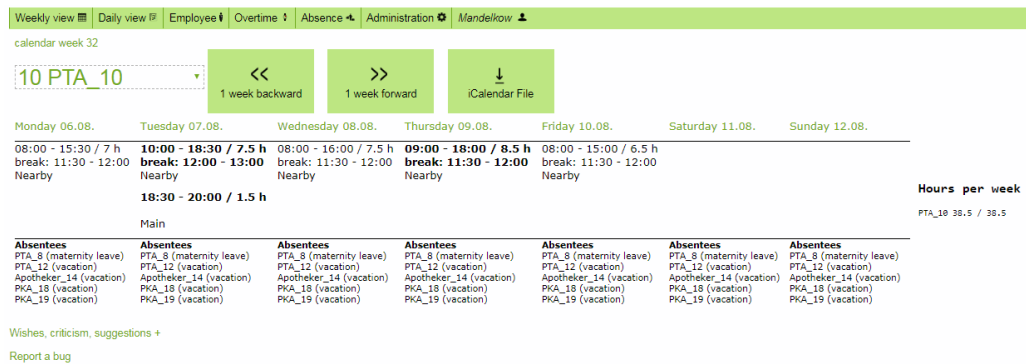 Weekly view Daily view Employee Overtime Absence Administration Mandelkow
calendar week 32
10 PTA_10
1 week backward
1 week forward
iCalendar File
Monday 06.08. Tuesday 07.08. Wednesday 08.08. Thursday 09.08. Friday 10.08. Saturday 11.08. Sunday 12.08.
08:00 - 15:30 / 7 h 10:00 - 18:30 / 7.5 h 08:00 - 16:00 / 7.5 h 09:00 - 18:00 / 8.5 h 08:00 - 15:00 / 6.5 h
break: 11:30 - 12:00 break: 12:00 - 13:00 break: 11:30 - 12:00 break: 11:30 - 12:00 break: 11:30 - 12:00
Nearby Nearby Nearby Nearby Nearby
18:30 - 20:00 / 1.5 h
Main
Hours per week
PTA_10 38.5 / 38.5
Absentees Absentees Absentees Absentees Absentees Absentees Absentees
PTA_8 (maternity leave) PTA_8 (maternity leave) PTA_8 (maternity leave) PTA_8 (maternity leave) PTA_8 (maternity leave) PTA_8 (maternity leave) PTA_8 (maternity leave)
PTA_12 (vacation) PTA_12 (vacation) PTA_12 (vacation) PTA_12 (vacation) PTA_12 (vacation) PTA_12 (vacation) PTA_12 (vacation)
Apotheker_14 (vacation) Apotheker_14 (vacation) Apotheker_14 (vacation) Apotheker_14 (vacation) Apotheker_14 (vacation) Apotheker_14 (vacation) Apotheker_14 (vacation)
PKA_18 (vacation) PKA_18 (vacation) PKA_18 (vacation) PKA_18 (vacation) PKA_18 (vacation) PKA_18 (vacation) PKA_18 (vacation)
PKA_19 (vacation) PKA_19 (vacation) PKA_19 (vacation) PKA_19 (vacation) PKA_19 (vacation) PKA_19 (vacation) PKA_19 (vacation)
Wishes, criticism, suggestions +
Report a bug